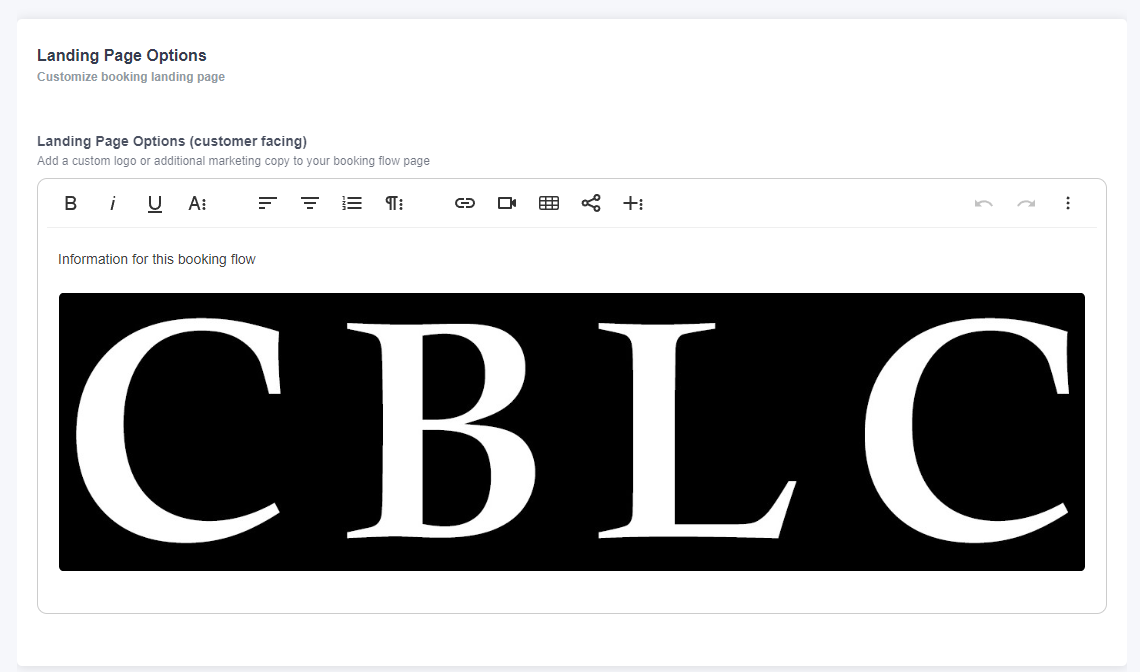 Landing Page Options
Customize booking landing page
Landing Page Options (customer facing)
Add a custom logo or additional marketing copy to your booking flow page
B i U A
Information for this booking flow
CBLC